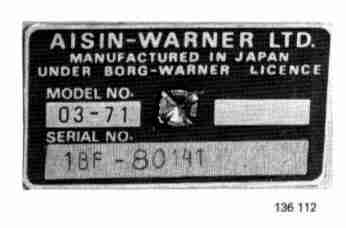 AISIN-WARNER LTD.
MANUFACTURED IN JAPAN
UNDER BORG-WARNER LICENCE
MODEL NO.
03-71
SERIAL NO.
18F-80141
136 112